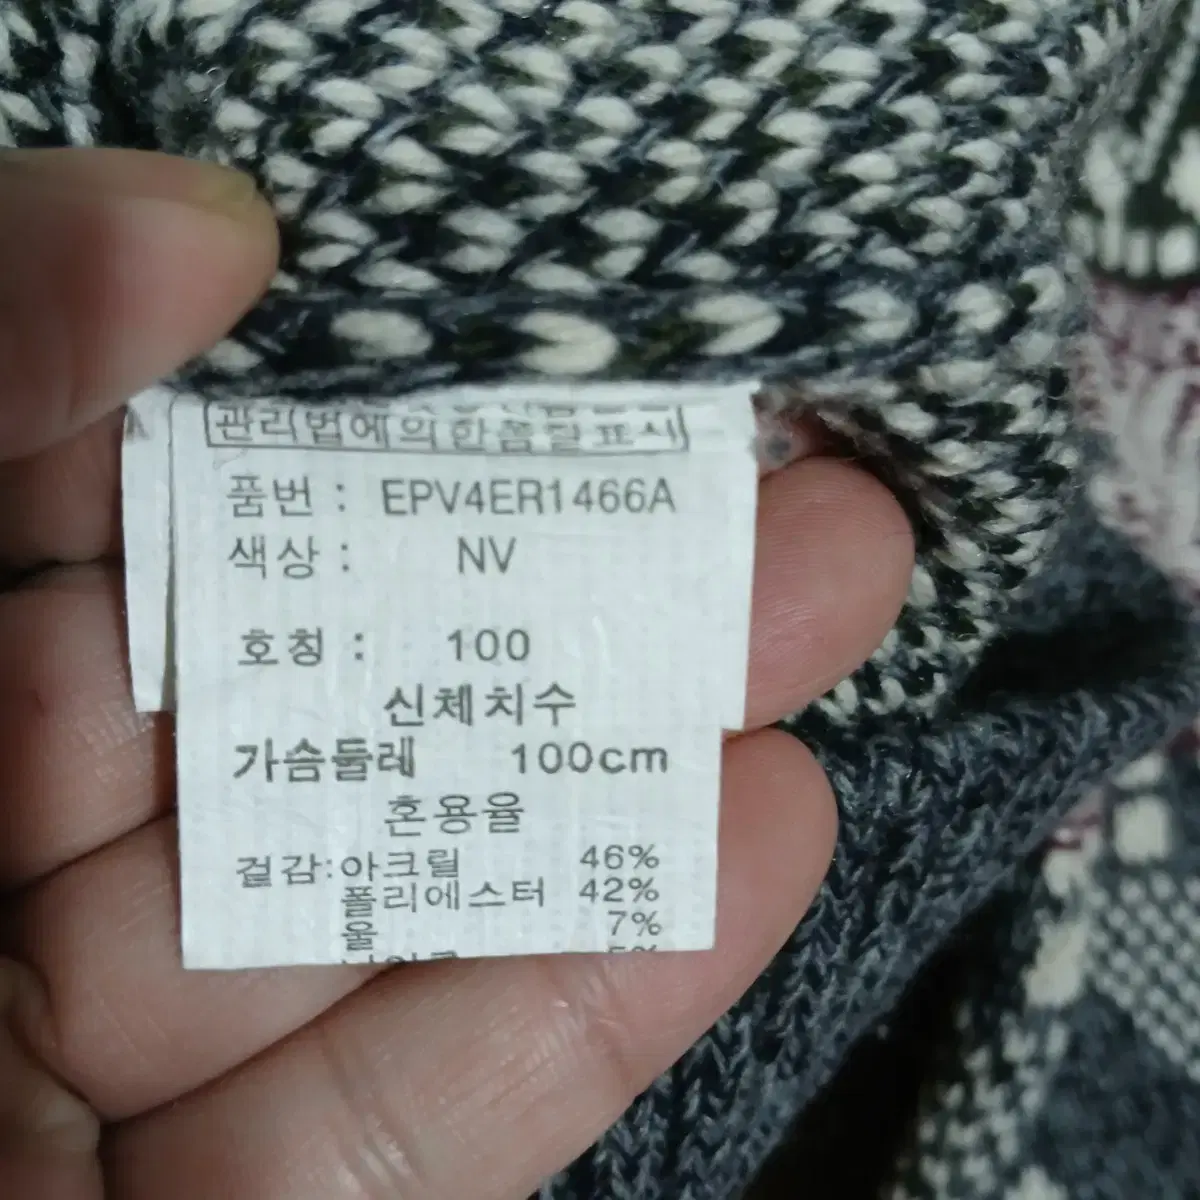 관리법에의한품질표시
품번 : EPV4ER1466A
색상 : NV
호칭 : 100
신체치수
가슴둘레 100cm
혼용율
겉감:아크릴 46%
폴리에스터 42%
울 7%